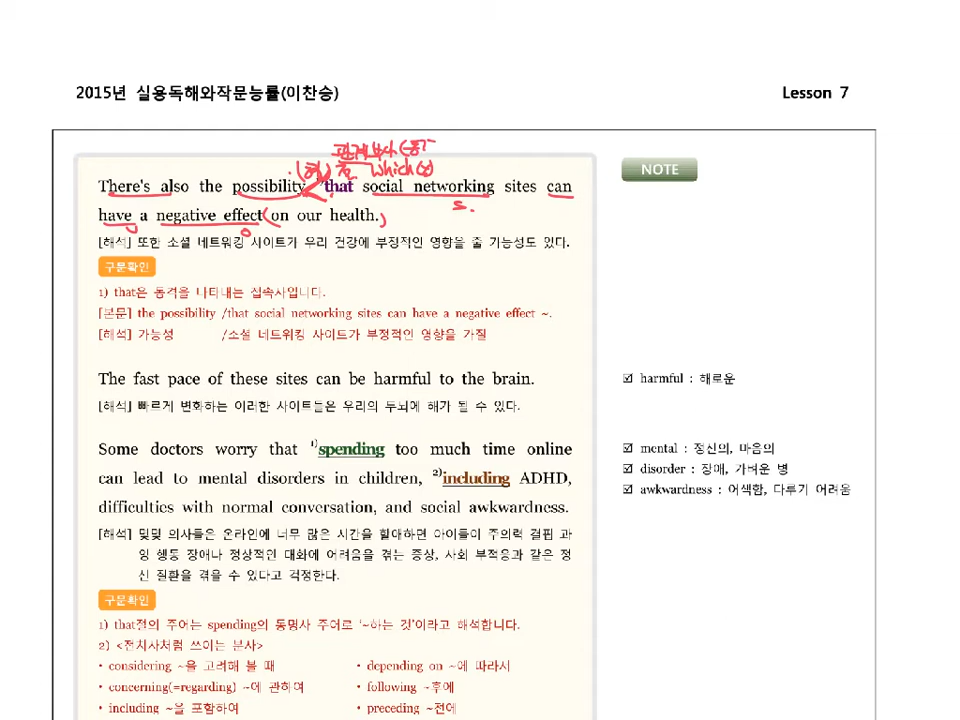 2015년 실용독해와작문능률(이찬승)
Lesson 7
NOTE
which(x)
There's also the possibility that social networking sites can
s.
have a negative effect (on our health.)
v o
[해석] 또한 소셜 네트워킹 사이트가 우리 건강에 부정적인 영향을 줄 가능성도 있다.
구문확인
1) that은 동격을 나타내는 접속사입니다.
[본문] the possibility /that social networking sites can have a negative effect ~.
[해석] 가능성 /소셜 네트워킹 사이트가 부정적인 영향을 가질
The fast pace of these sites can be harmful to the brain.
☑ harmful : 해로운
[해석] 빠르게 변화하는 이러한 사이트들은 우리의 두뇌에 해가 될 수 있다.
Some doctors worry that 1)spending too much time online
☑ mental : 정신의, 마음의
☑ disorder : 장애, 가벼운 병
can lead to mental disorders in children, 2)including ADHD,
☑ awkwardness : 어색함, 다루기 어려움
difficulties with normal conversation, and social awkwardness.
[해석] 몇몇 의사들은 온라인에 너무 많은 시간을 할애하면 아이들이 주의력 결핍 과
잉 행동 장애나 정상적인 대화에 어려움을 겪는 증상, 사회 부적응과 같은 정
신 질환을 겪을 수 있다고 걱정한다.
구문확인
1) that절의 주어는 spending의 동명사 주어로 '~하는 것'이라고 해석합니다.
2) <전치사처럼 쓰이는 분사>
• considering ~을 고려해 볼 때 • depending on ~에 따라서
• concerning(=regarding) ~에 관하여 • following ~후에
• including ~을 포함하여 • preceding ~전에